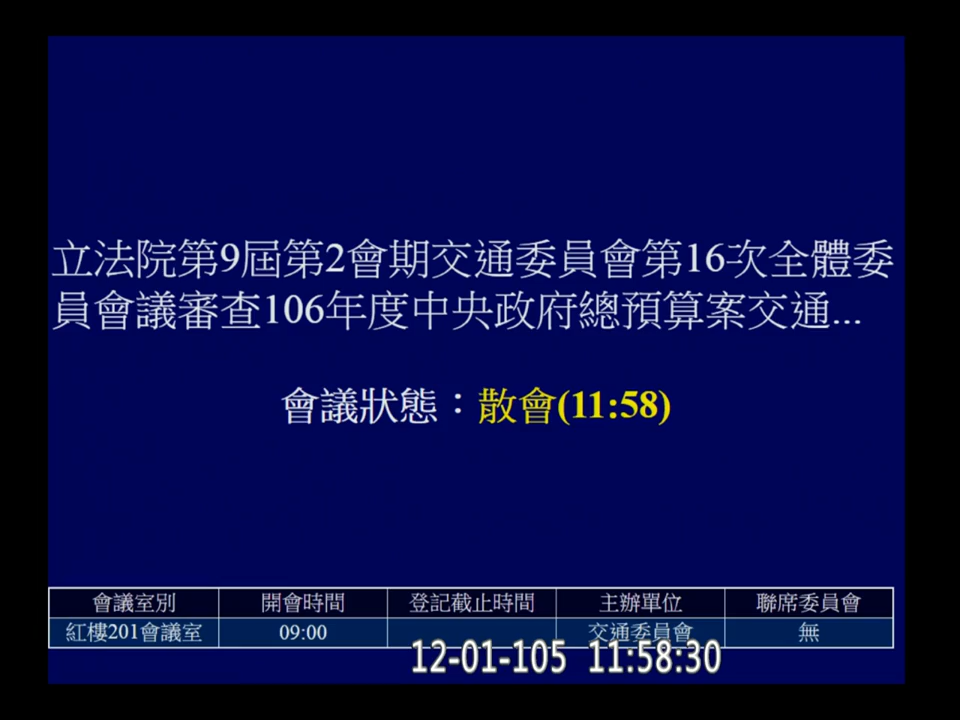 立法院第9屆第2會期交通委員會第16次全體委
員會議審查106年度中央政府總預算案交通...
會議狀態：散會(11:58)
會議室別 開會時間 登記截止時間 主辦單位 聯席委員會
紅樓201會議室 09:00 交通委員會 無
12-01-105 11:58:30